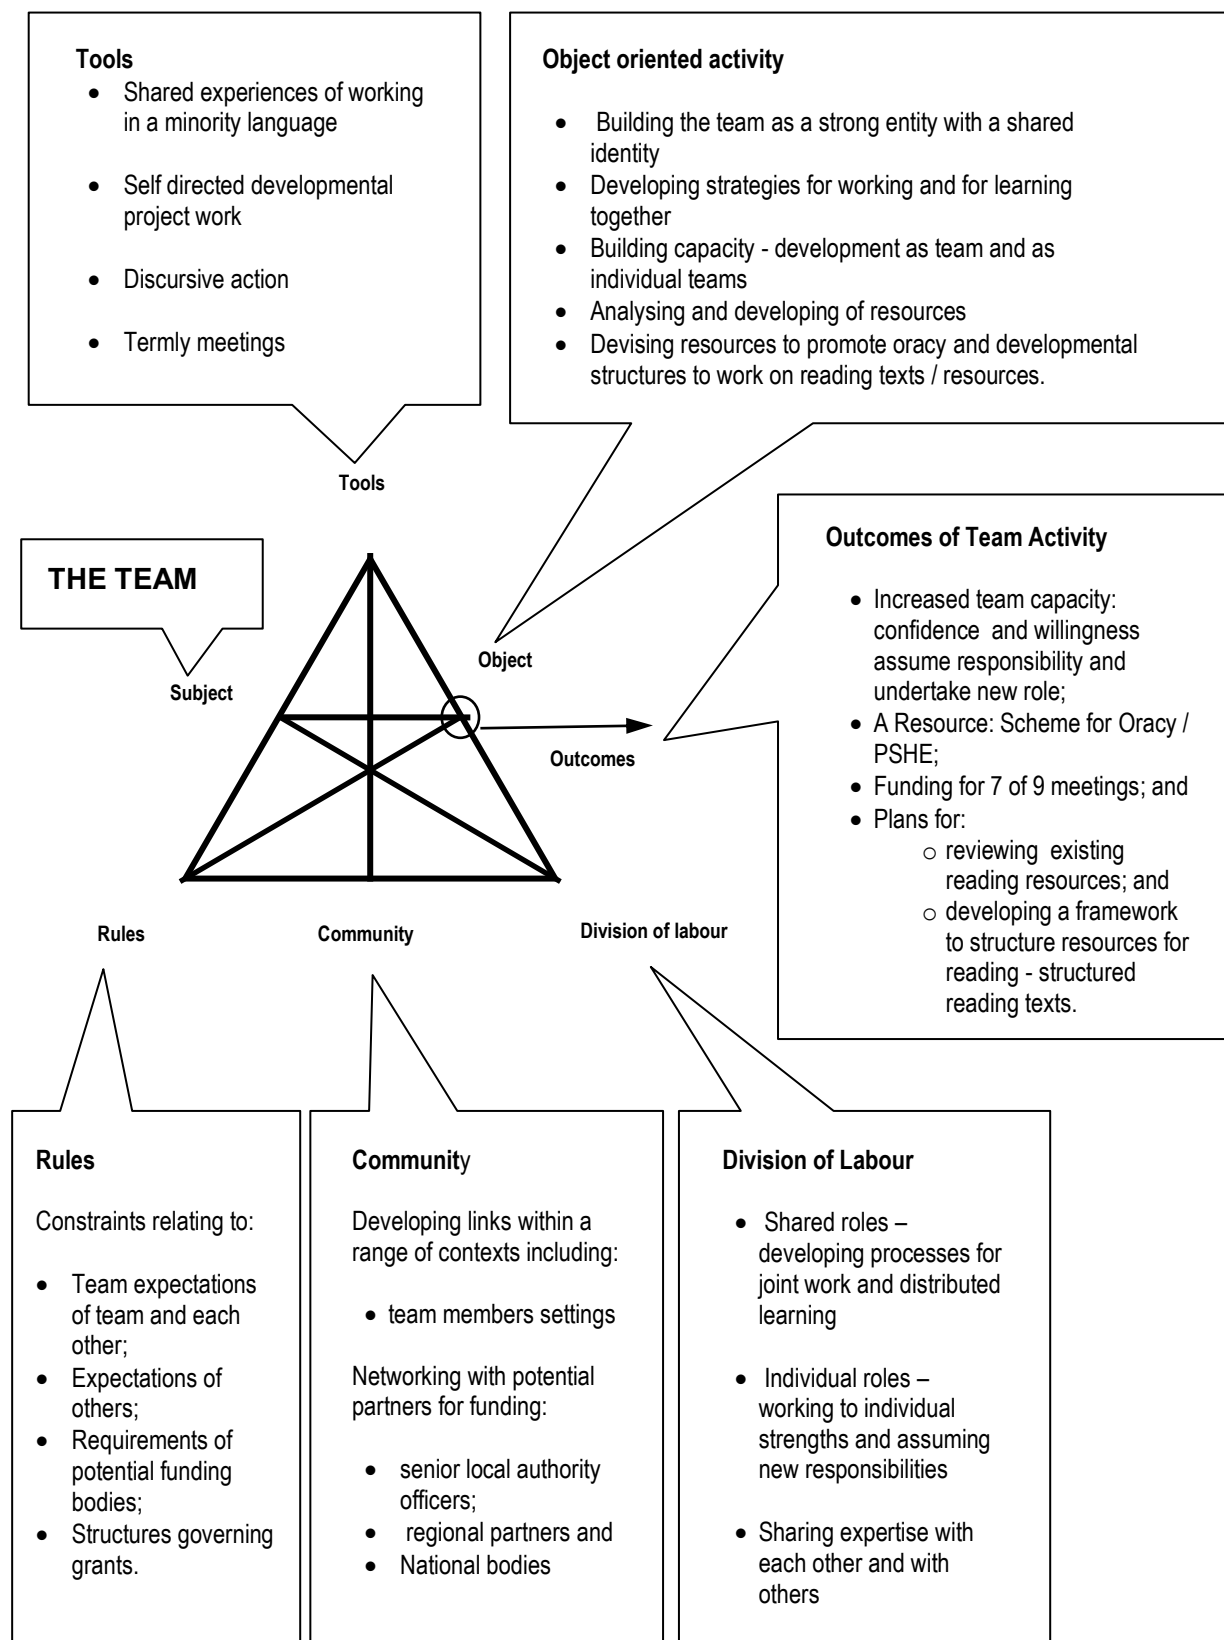 Tools
• Shared experiences of working
in a minority language
• Self directed developmental
project work
• Discursive action
• Termly meetings
Object oriented activity
• Building the team as a strong entity with a shared
identity
• Developing strategies for working and for learning
together
• Building capacity - development as team and as
individual teams
• Analysing and developing of resources
• Devising resources to promote oracy and developmental
structures to work on reading texts / resources.
Tools
THE TEAM
Subject
Object
Outcomes
Outcomes of Team Activity
• Increased team capacity:
confidence and willingness
assume responsibility and
undertake new role;
• A Resource: Scheme for Oracy /
PSHE;
• Funding for 7 of 9 meetings; and
• Plans for:
o reviewing existing
reading resources; and
o developing a framework
to structure resources for
reading - structured
reading texts.
Rules
Community
Division of labour
Rules
Constraints relating to:
• Team expectations
of team and each
other;
• Expectations of
others;
• Requirements of
potential funding
bodies;
• Structures governing
grants.
Community
Developing links within a
range of contexts including:
• team members settings
Networking with potential
partners for funding:
• senior local authority
officers;
• regional partners and
• National bodies
Division of Labour
• Shared roles –
developing processes for
joint work and distributed
learning
• Individual roles –
working to individual
strengths and assuming
new responsibilities
• Sharing expertise with
each other and with
others